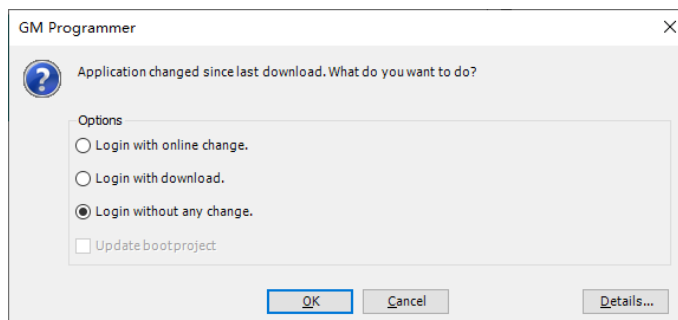 GM Programmer
Application changed since last download. What do you want to do?
Options
Login with online change.
Login with download.
Login without any change.
Update bootproject
OK
Cancel
Details...